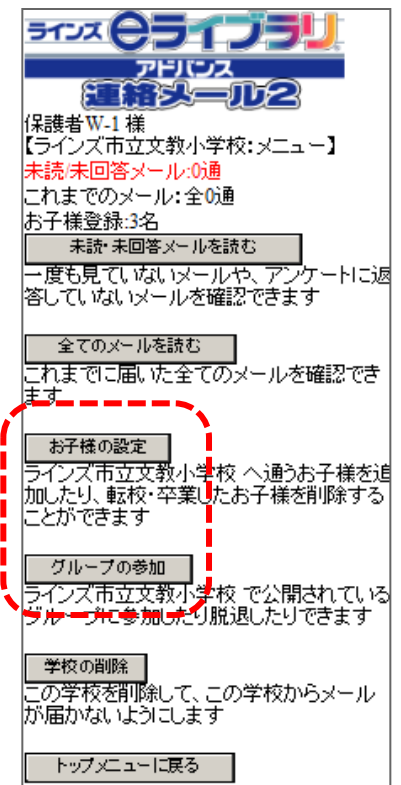 ラインズeライブラリ
アドバンス
連絡メール2
保護者W-1 様
【ラインズ市立文教小学校:メニュー】
未読/未回答メール:0通
これまでのメール:全0通
お子様登録:3名
未読・未回答メールを読む
一度も見ていないメールや、アンケートに返
答していないメールを確認できます
全てのメールを読む
これまでに届いた全てのメールを確認でき
ます
お子様の設定
ラインズ市立文教小学校 へ通うお子様を追
加したり、転校・卒業したお子様を削除する
ことができます
グループの参加
ラインズ市立文教小学校 で公開されている
グループに参加したり脱退したりできます
学校の削除
この学校を削除して、この学校からメール
が届かないようにします
トップメニューに戻る